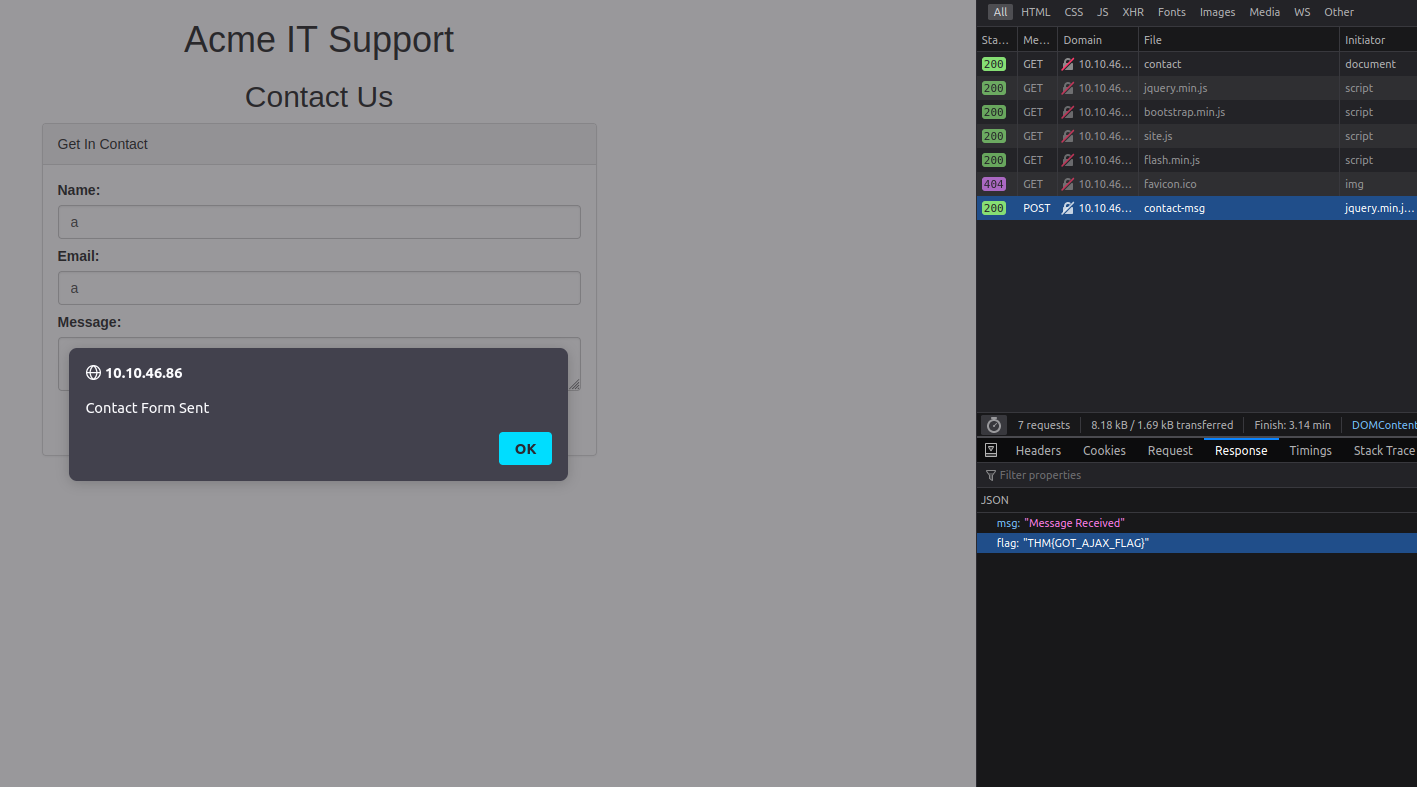 Acme IT Support
Contact Us
Get In Contact
Name:
a
Email:
a
Message:
10.10.46.86
Contact Form Sent
OK
All HTML CSS JS XHR Fonts Images Media WS Other
Sta... Me... Domain File Initiator
200 GET 10.10.46... contact document
200 GET 10.10.46... jquery.min.js script
200 GET 10.10.46... bootstrap.min.js script
200 GET 10.10.46... site.js script
200 GET 10.10.46... flash.min.js script
404 GET 10.10.46... favicon.ico img
200 POST 10.10.46... contact-msg jquery.min.j...
7 requests 8.18 kB / 1.69 kB transferred Finish: 3.14 min DOMContent
Headers Cookies Request Response Timings Stack Trace
Filter properties
JSON
msg: "Message Received"
flag: "THM{GOT_AJAX_FLAG}"